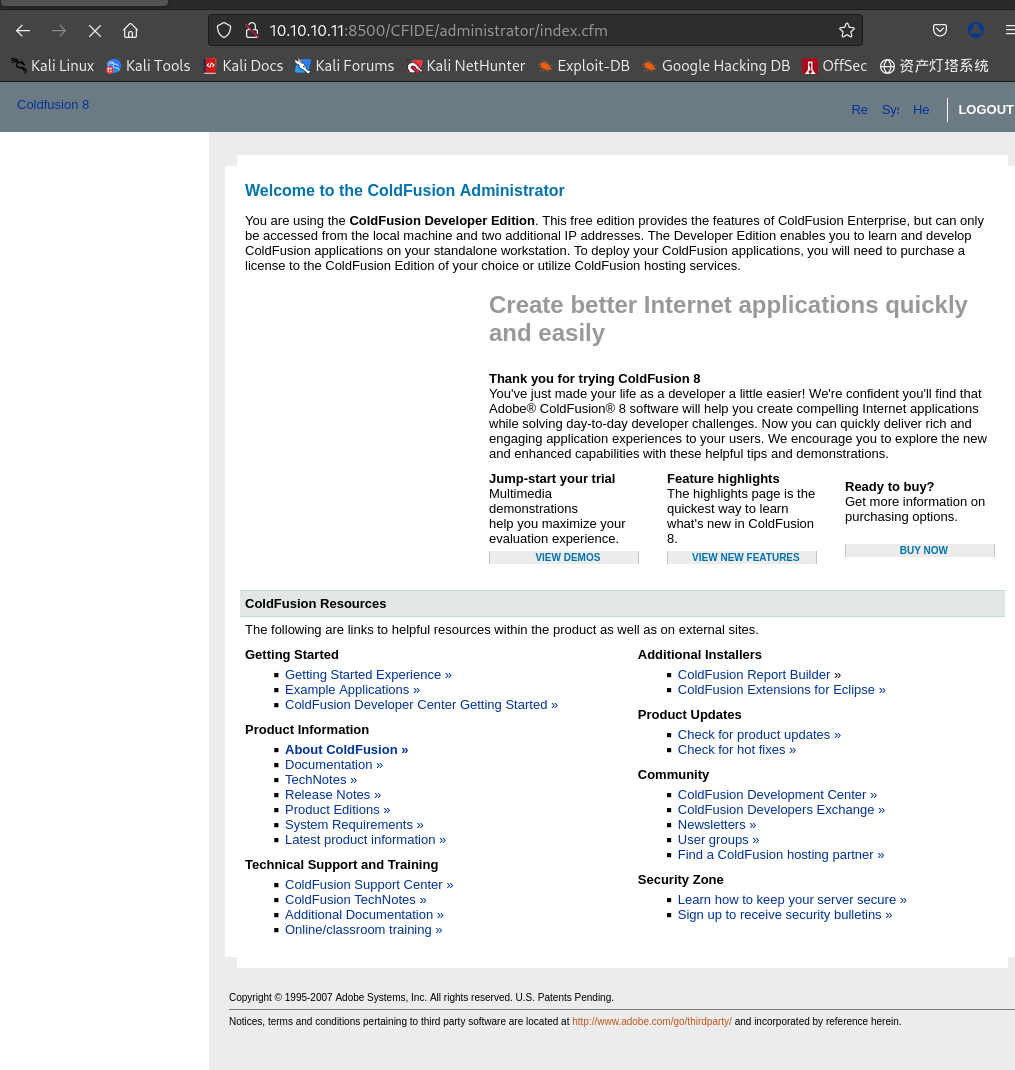 10.10.10.11:8500/CFIDE/administrator/index.cfm
Kali Linux Kali Tools Kali Docs Kali Forums Kali NetHunter Exploit-DB Google Hacking DB OffSec 资产灯塔系统
Coldfusion 8 Re Sys He LOGOUT
Welcome to the ColdFusion Administrator
You are using the ColdFusion Developer Edition. This free edition provides the features of ColdFusion Enterprise, but can only
be accessed from the local machine and two additional IP addresses. The Developer Edition enables you to learn and develop
ColdFusion applications on your standalone workstation. To deploy your ColdFusion applications, you will need to purchase a
license to the ColdFusion Edition of your choice or utilize ColdFusion hosting services.
Create better Internet applications quickly
and easily
Thank you for trying ColdFusion 8
You've just made your life as a developer a little easier! We're confident you'll find that
Adobe® ColdFusion® 8 software will help you create compelling Internet applications
while solving day-to-day developer challenges. Now you can quickly deliver rich and
engaging application experiences to your users. We encourage you to explore the new
and enhanced capabilities with these helpful tips and demonstrations.
Jump-start your trial
Multimedia
demonstrations
help you maximize your
evaluation experience.
VIEW DEMOS
Feature highlights
The highlights page is the
quickest way to learn
what's new in ColdFusion
8.
VIEW NEW FEATURES
Ready to buy?
Get more information on
purchasing options.
BUY NOW
ColdFusion Resources
The following are links to helpful resources within the product as well as on external sites.
Getting Started
Getting Started Experience »
Example Applications »
ColdFusion Developer Center Getting Started »
Product Information
About ColdFusion »
Documentation »
TechNotes »
Release Notes »
Product Editions »
System Requirements »
Latest product information »
Technical Support and Training
ColdFusion Support Center »
ColdFusion TechNotes »
Additional Documentation »
Online/classroom training »
Additional Installers
ColdFusion Report Builder »
ColdFusion Extensions for Eclipse »
Product Updates
Check for product updates »
Check for hot fixes »
Community
ColdFusion Development Center »
ColdFusion Developers Exchange »
Newsletters »
User groups »
Find a ColdFusion hosting partner »
Security Zone
Learn how to keep your server secure »
Sign up to receive security bulletins »
Copyright © 1995-2007 Adobe Systems, Inc. All rights reserved. U.S. Patents Pending.
Notices, terms and conditions pertaining to third party software are located at http://www.adobe.com/go/thirdparty/ and incorporated by reference herein.